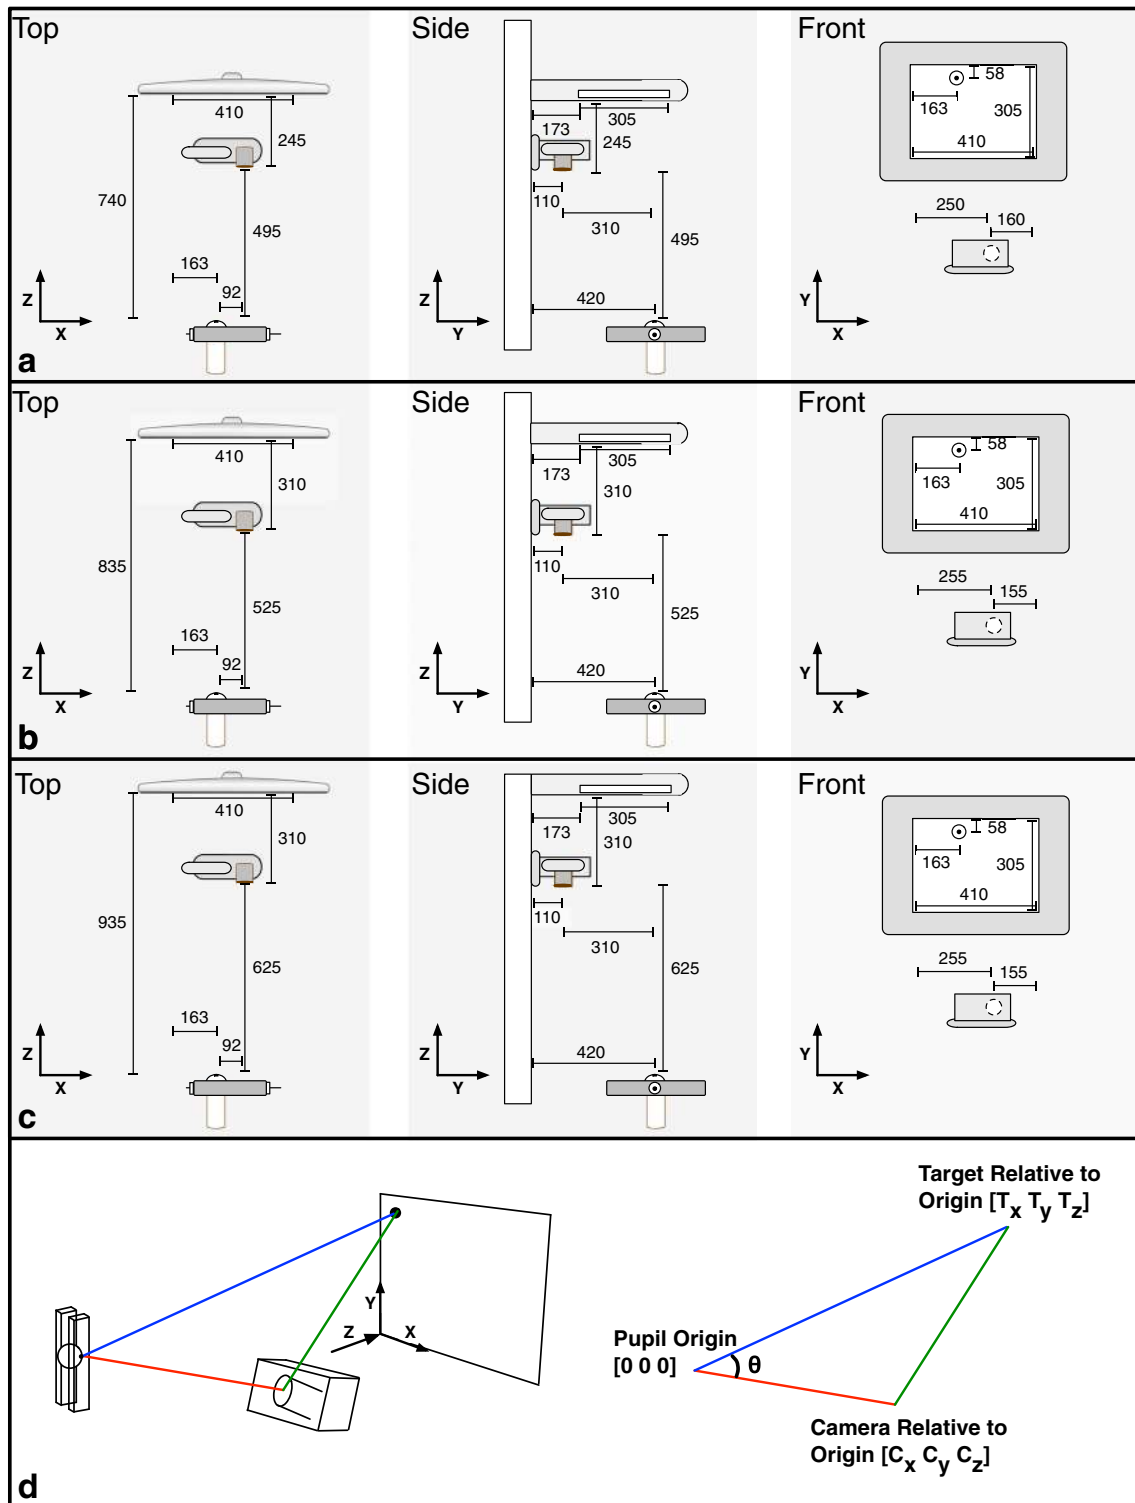 Top
Side
Front
410
245
740
495
163
92
Z
X
173
305
245
110
310
495
420
Z
Y
58
163
305
410
250
160
Y
X
a
Top
Side
Front
410
310
835
525
163
92
Z
X
173
305
310
110
310
525
420
Z
Y
58
163
305
410
255
155
Y
X
b
Top
Side
Front
410
310
935
625
163
92
Z
X
173
305
310
110
310
625
420
Z
Y
58
163
305
410
255
155
Y
X
c
Y
Z
X
Target Relative to
Origin [Tx Ty Tz]
Pupil Origin
[0 0 0]
θ
Camera Relative to
Origin [Cx Cy Cz]
d